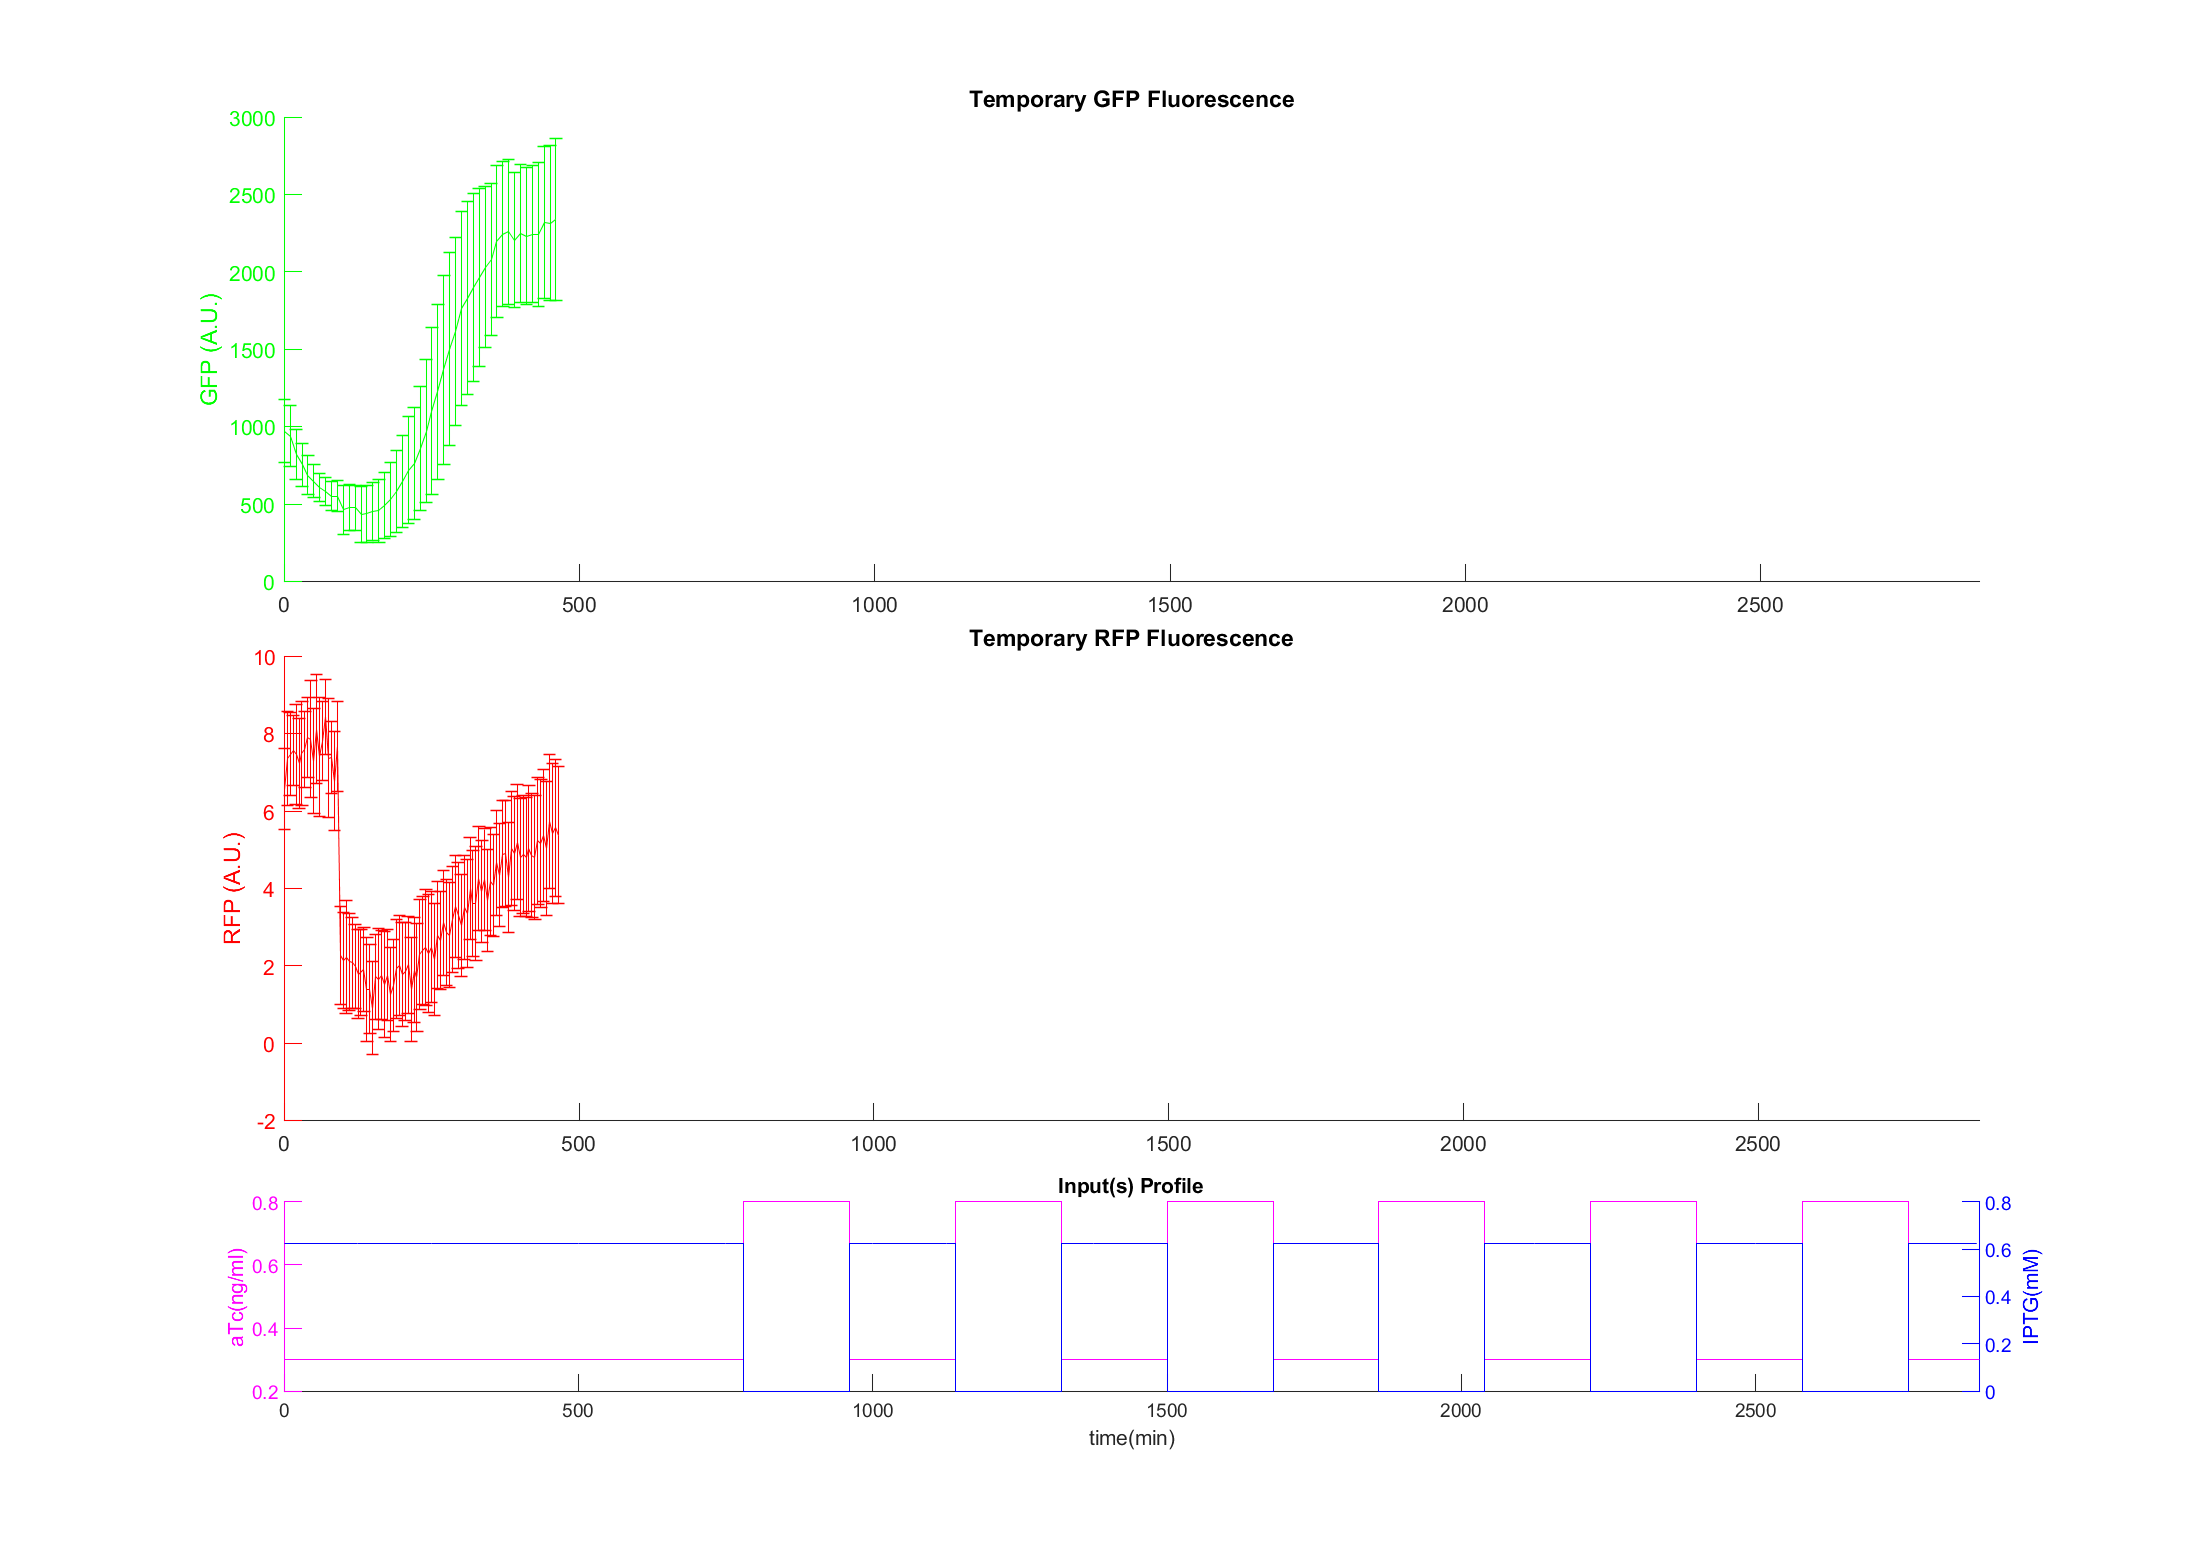 Temporary GFP Fluorescence
3000
2500
2000
1500
1000
500
0
GFP (A.U.)
0 500 1000 1500 2000 2500
Temporary RFP Fluorescence
10
8
6
4
2
0
-2
RFP (A.U.)
0 500 1000 1500 2000 2500
Input(s) Profile
0.8
0.6
0.4
0.2
aTc(ng/ml)
0.8
0.6
0.4
0.2
0
IPTG(mM)
0 500 1000 1500 2000 2500
time(min)